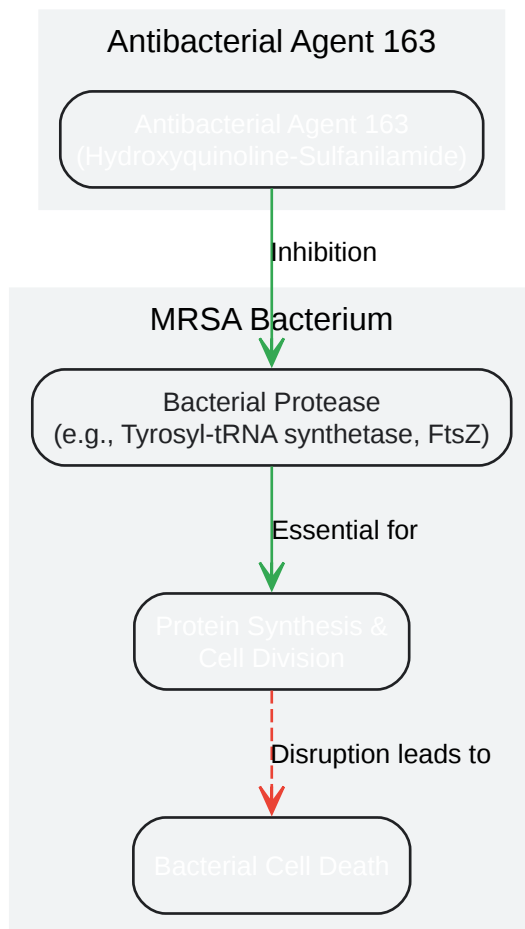 Antibacterial Agent 163
Antibacterial Agent 163
(Hydroxyquinoline-Sulfanilamide)
Inhibition
MRSA Bacterium
Bacterial Protease
(e.g., Tyrosyl-tRNA synthetase, FtsZ)
Essential for
Protein Synthesis &
Cell Division
Disruption leads to
Bacterial Cell Death